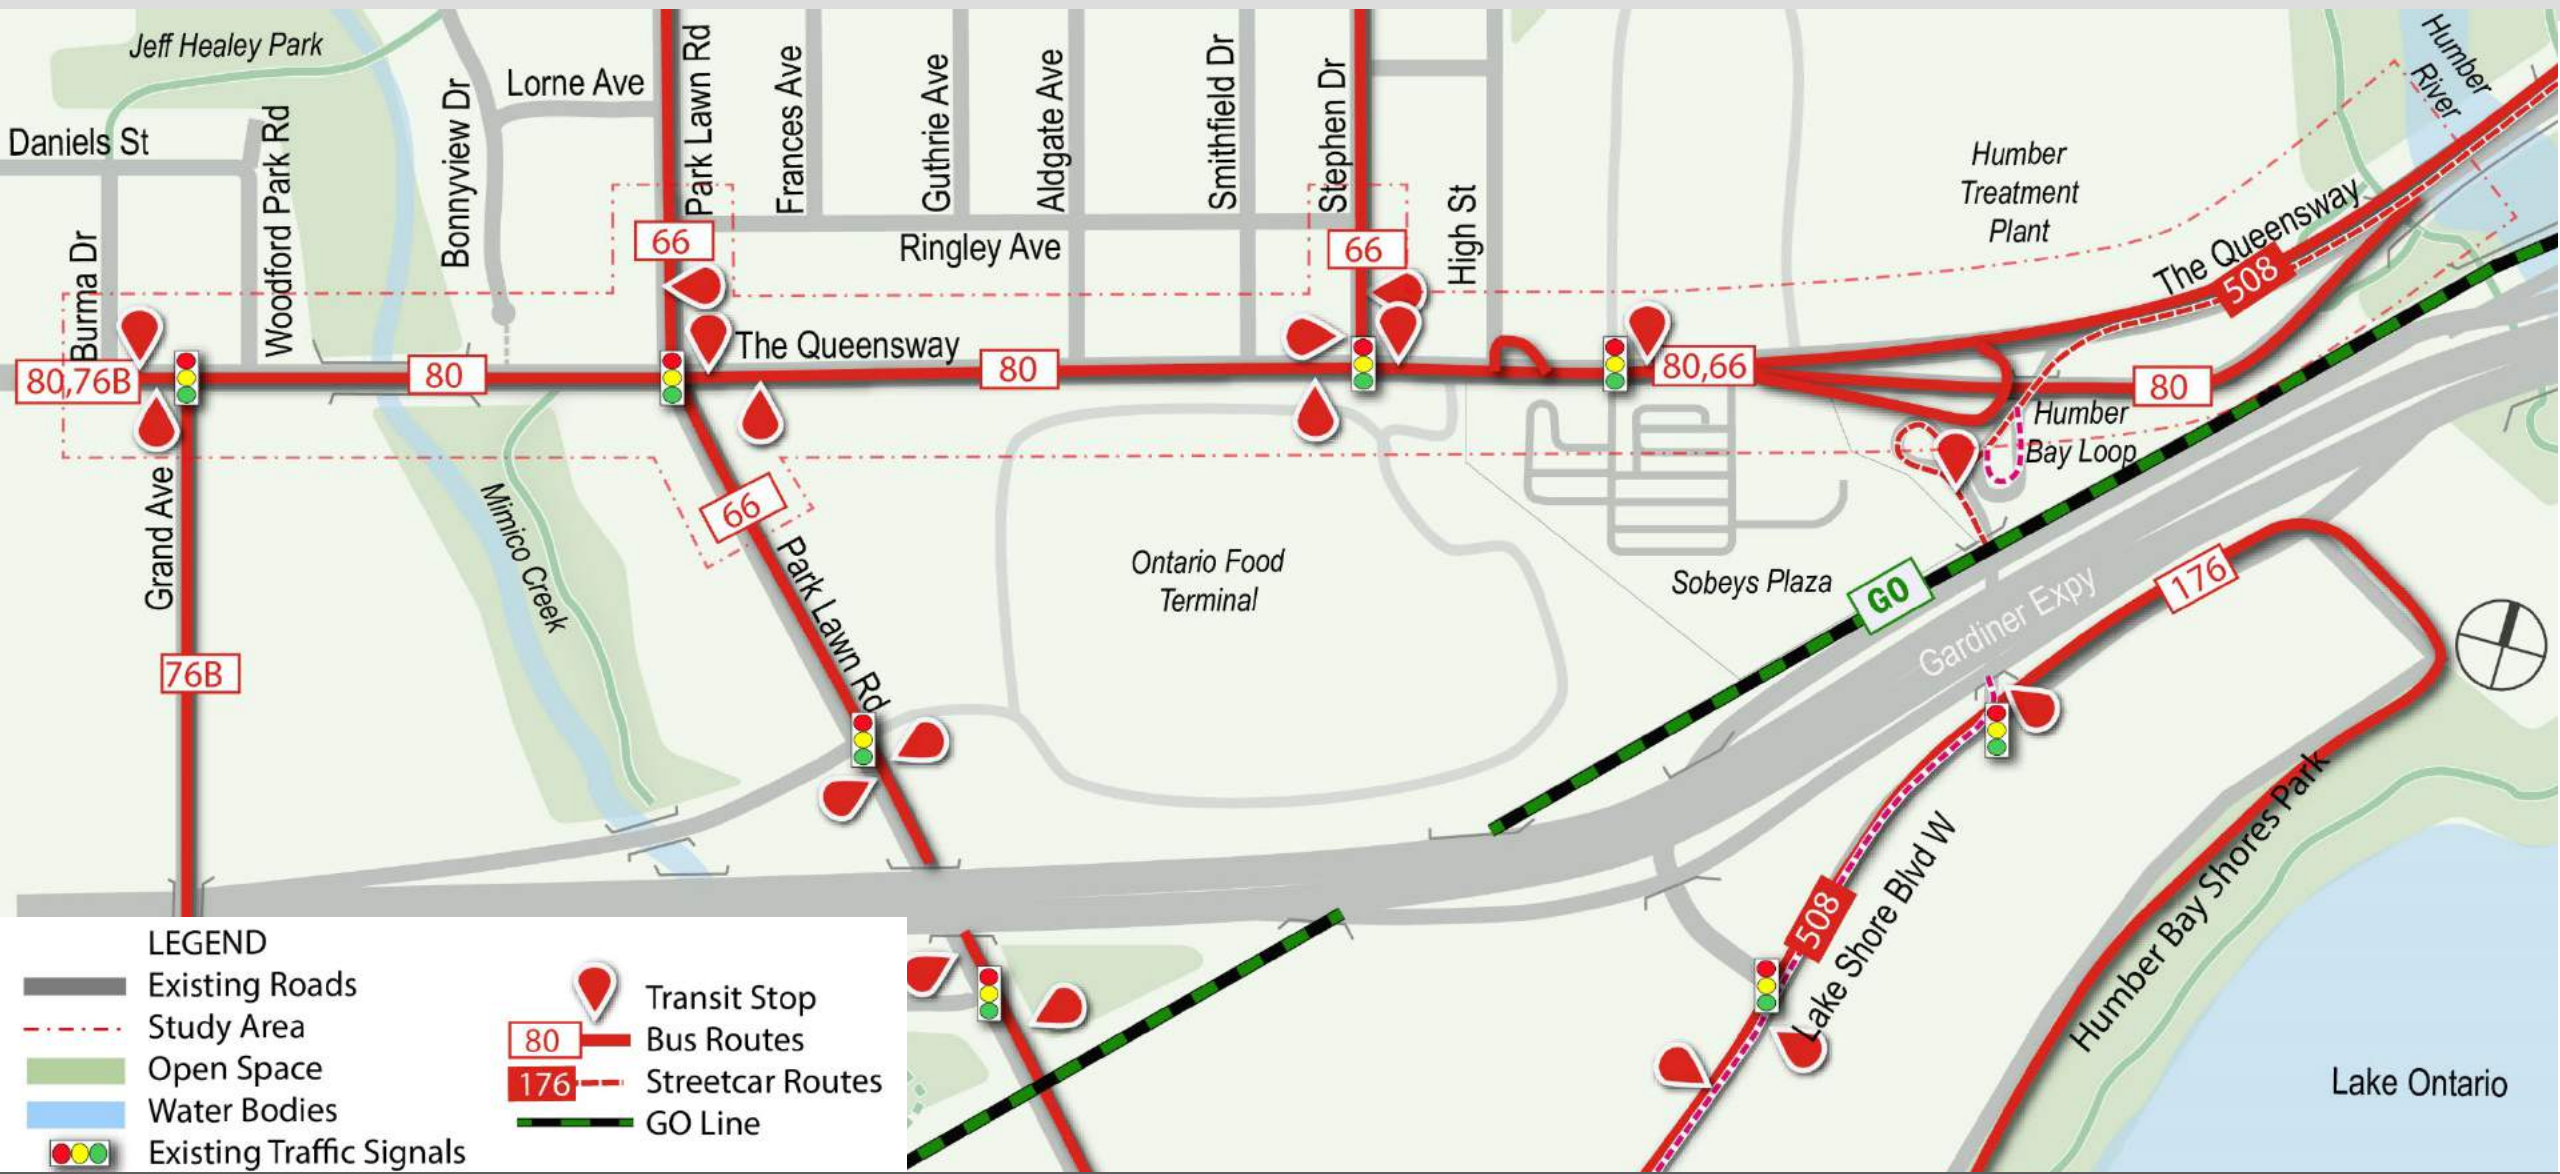 Jeff Healey Park
Lorne Ave
Daniels St
Woodford Park Rd
Bonnyview Dr
Park Lawn Rd
Frances Ave
Guthrie Ave
Aldgate Ave
Smithfield Dr
Stephen Dr
High St
Humber
River
Humber
Treatment
Plant
Burma Dr
66
Ringley Ave
66
The Queensway
508
The Queensway
80,76B
80
80
80,66
80
Humber
Bay Loop
Grand Ave
Mimico Creek
66
Park Lawn Rd
Ontario Food
Terminal
Sobeys Plaza
GO
Gardiner Expy
176
76B
508
Lake Shore Blvd W
Humber Bay Shores Park
Lake Ontario
LEGEND
Existing Roads
Study Area
Open Space
Water Bodies
Existing Traffic Signals
Transit Stop
80 Bus Routes
176 Streetcar Routes
GO Line